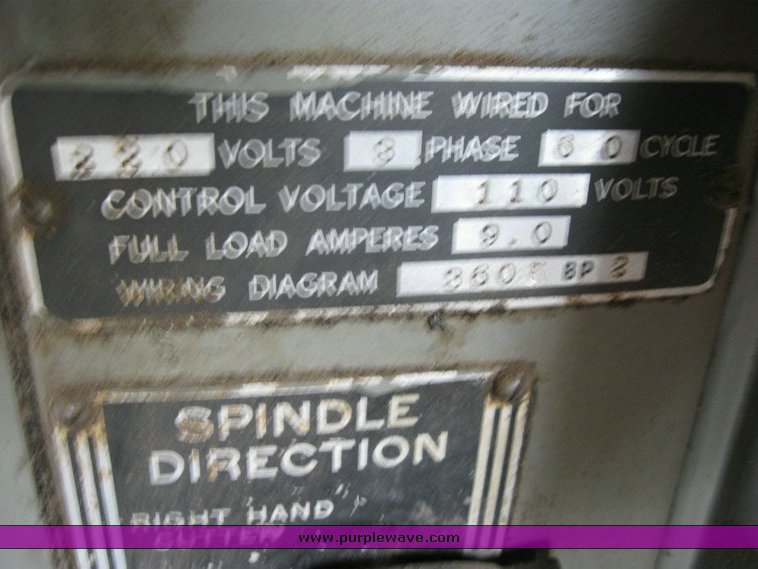 THIS MACHINE WIRED FOR
220 VOLTS 3 PHASE 60 CYCLE
CONTROL VOLTAGE 110 VOLTS
FULL LOAD AMPERES 9.0
WIRING DIAGRAM BP
SPINDLE
DIRECTION
RIGHT HAND
www.purplewave.com